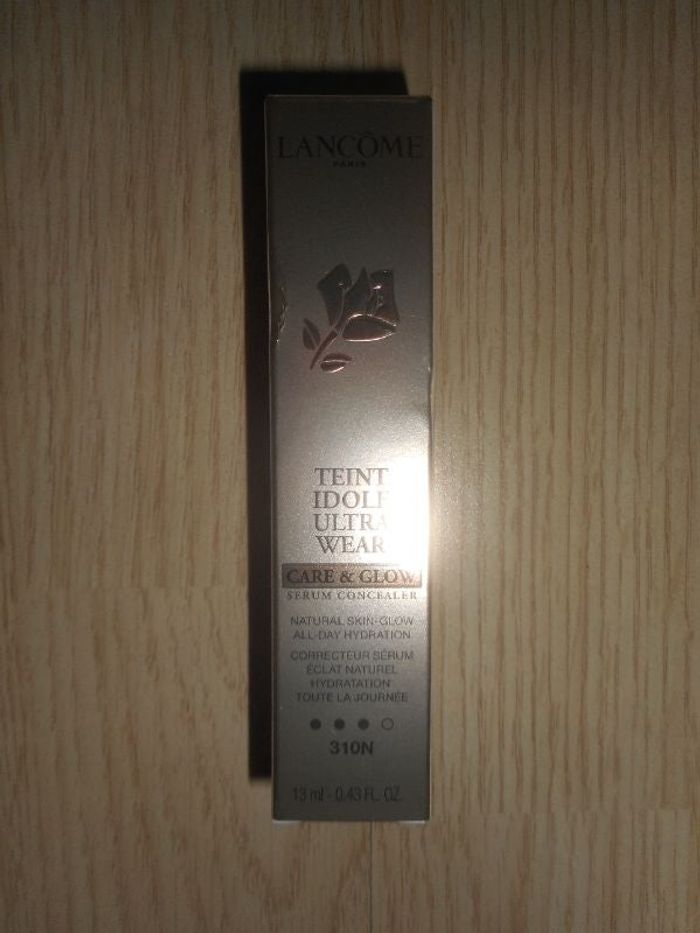 LANCÔME
PARIS
TEINT
IDOLE
ULTRA
WEAR
CARE & GLOW
SERUM CONCEALER
NATURAL SKIN-GLOW
ALL-DAY HYDRATION
CORRECTEUR SÉRUM
ÉCLAT NATUREL
HYDRATATION
TOUTE LA JOURNÉE
310N
13 ml - 0.43 FL. OZ.